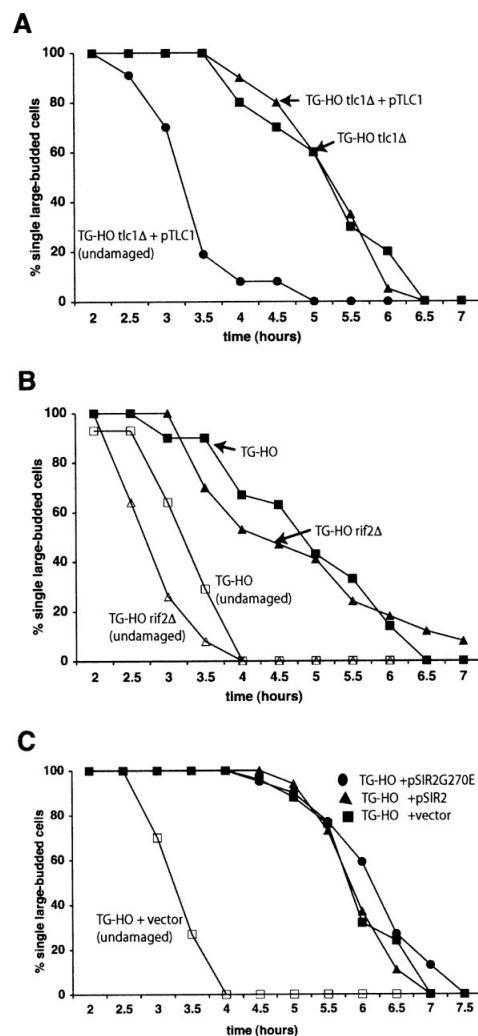 A
% single large-budded cells
100
80
60
40
20
0
TG-HO tlc1Δ + pTLC1
TG-HO tlc1Δ
TG-HO tlc1Δ + pTLC1
(undamaged)
2 2.5 3 3.5 4 4.5 5 5.5 6 6.5 7
time (hours)
B
% single large-budded cells
100
80
60
40
20
0
TG-HO
TG-HO rif2Δ
TG-HO
(undamaged)
TG-HO rif2Δ
(undamaged)
2 2.5 3 3.5 4 4.5 5 5.5 6 6.5 7
time (hours)
C
% single large-budded cells
100
80
60
40
20
0
TG-HO +pSIR2G270E
TG-HO +pSIR2
TG-HO +vector
TG-HO + vector
(undamaged)
2 2.5 3 3.5 4 4.5 5 5.5 6 6.5 7 7.5
time (hours)